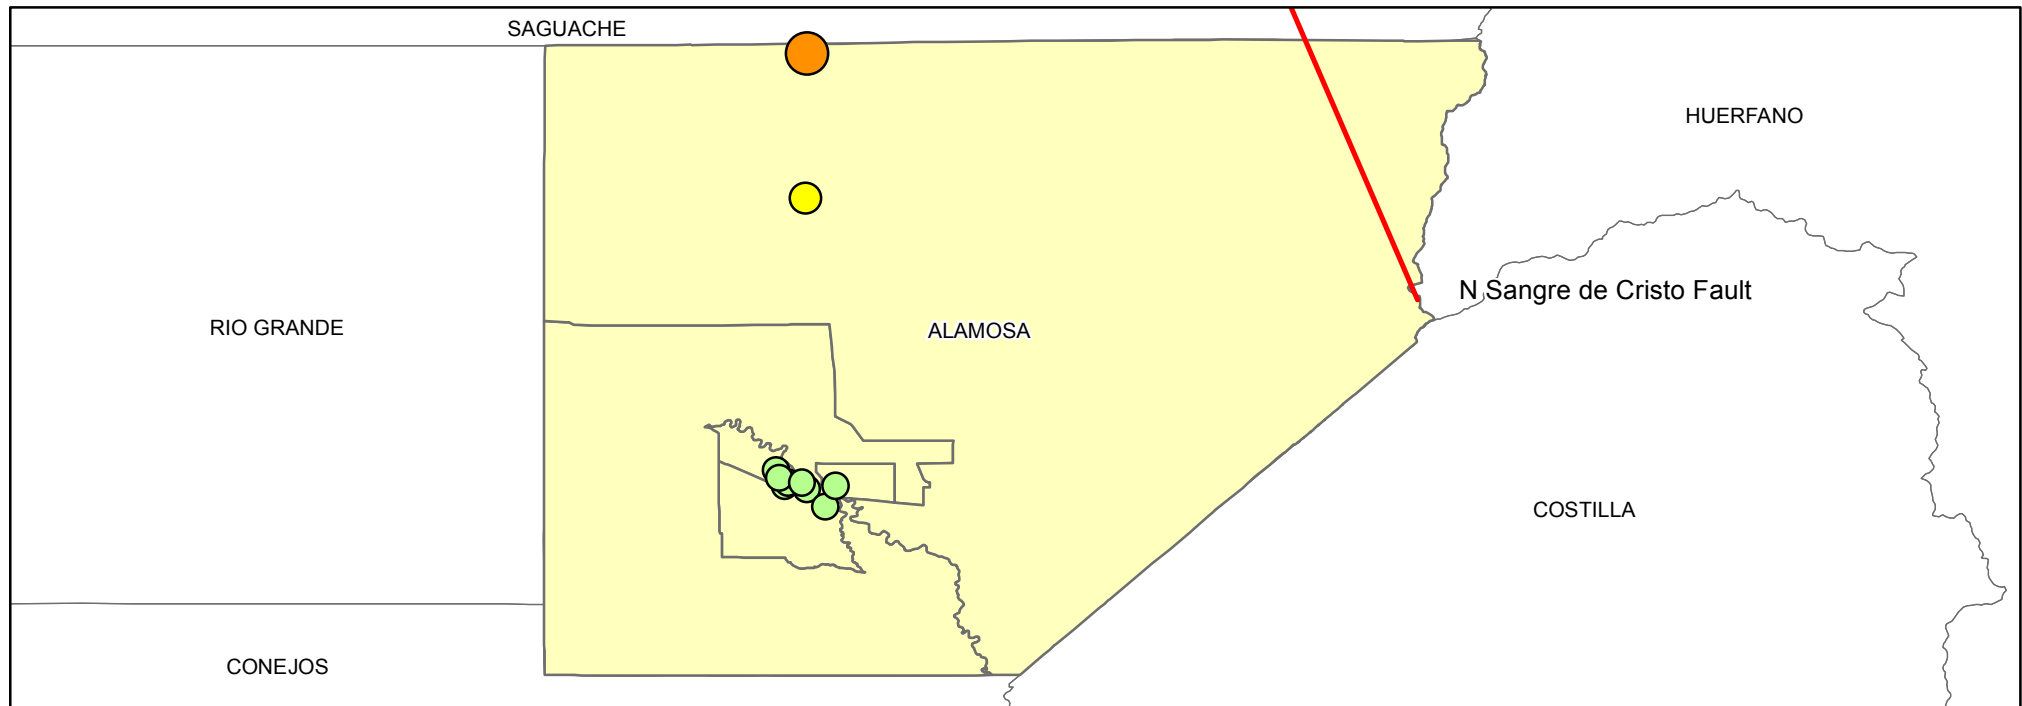 SAGUACHE
HUERFANO
N Sangre de Cristo Fault
RIO GRANDE
ALAMOSA
COSTILLA
CONEJOS